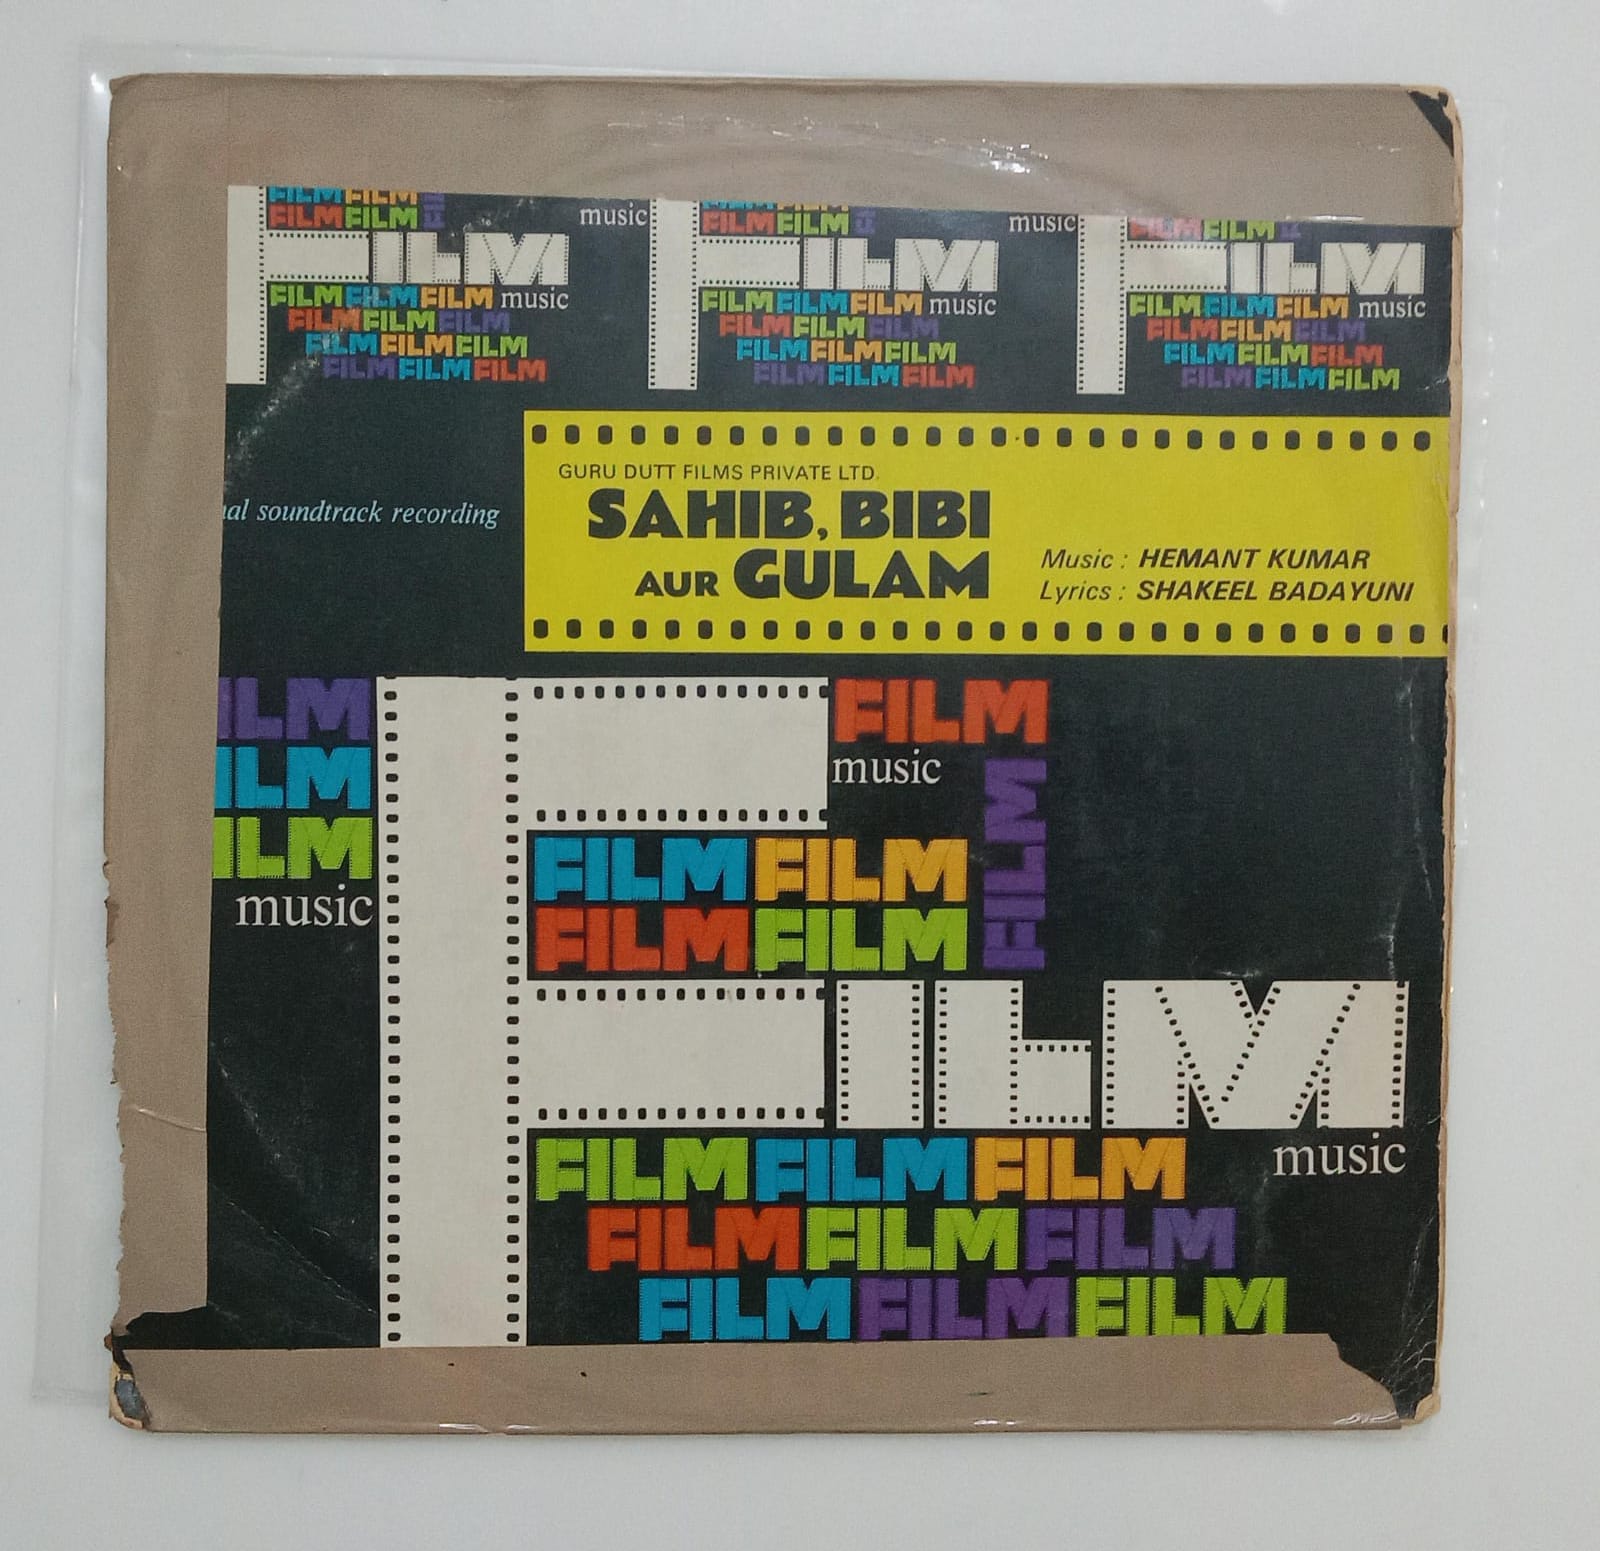 FILM FILM
FILM FILM FILM
music
FILM
FILM FILM FILM music
FILM FILM FILM
FILM FILM FILM
FILM FILM FILM
FILM FILM
music
FILM
FILM FILM FILM music
FILM FILM FILM
FILM FILM FILM
FILM FILM FILM
FILM FILM
music
FILM
FILM FILM FILM music
FILM FILM FILM
FILM FILM FILM
FILM FILM FILM
soundtrack recording
GURU DUTT FILMS PRIVATE LTD.
SAHIB, BIBI
AUR GULAM
Music : HEMANT KUMAR
Lyrics : SHAKEEL BADAYUNI
FILM
FILM
FILM
music
FILM
music
FILM
FILM FILM
FILM FILM
FILM
music
FILM FILM FILM
FILM FILM FILM
FILM FILM FILM